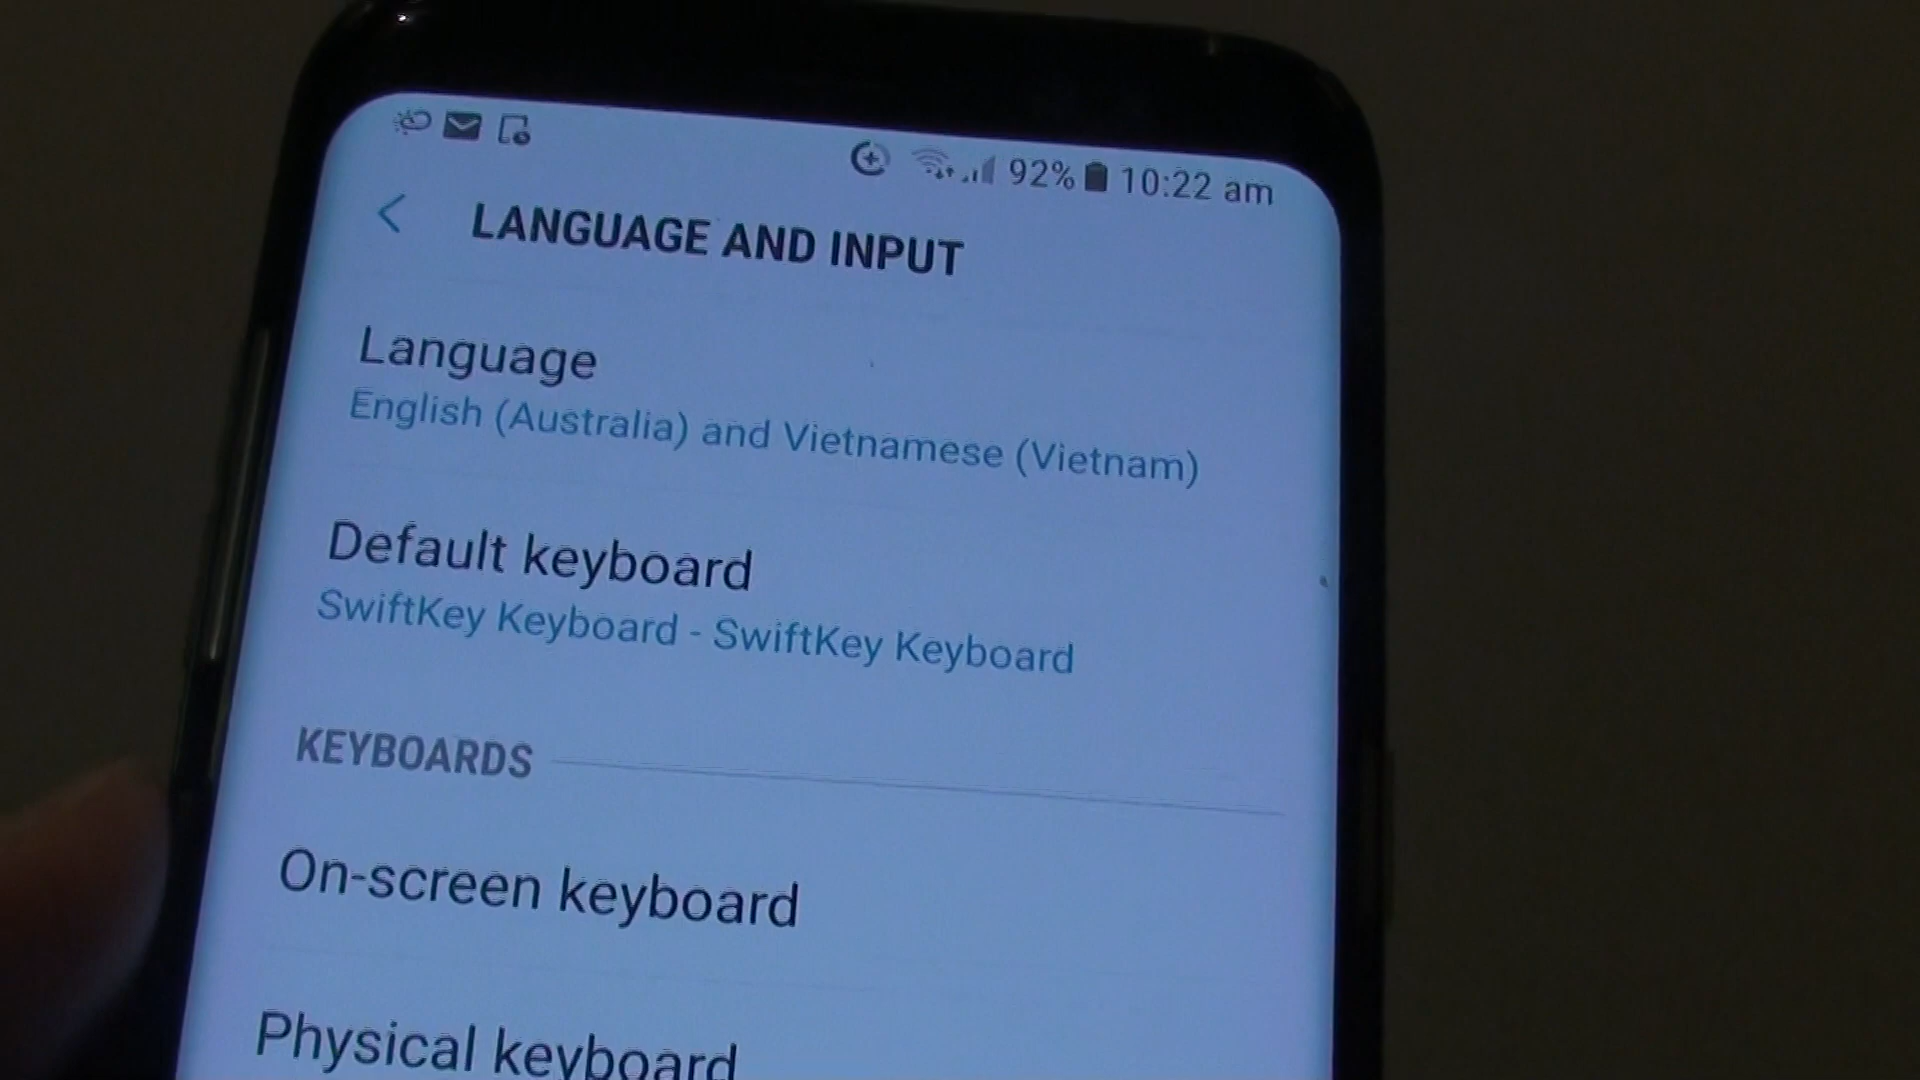 92% 10:22 am
LANGUAGE AND INPUT
Language
English (Australia) and Vietnamese (Vietnam)
Default keyboard
SwiftKey Keyboard - SwiftKey Keyboard
KEYBOARDS
On-screen keyboard
Physical keyboard